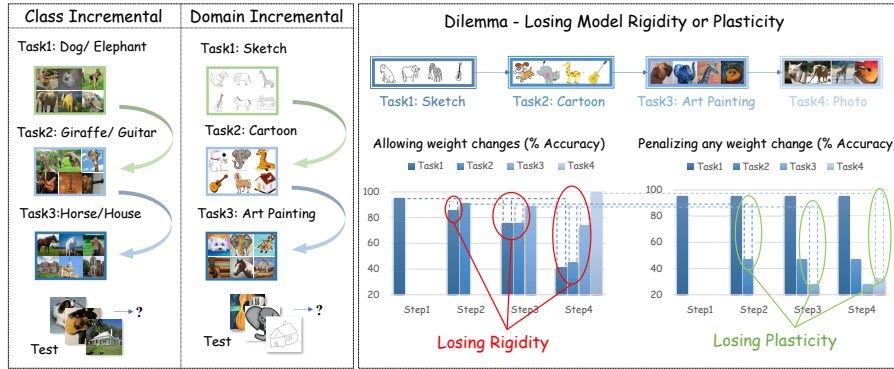 Class Incremental
Domain Incremental
Task1: Dog/ Elephant
Task1: Sketch
Task2: Giraffe/ Guitar
Task2: Cartoon
Task3:Horse/House
Task3: Art Painting
→ ?
→ ?
Test
Test
Dilemma - Losing Model Rigidity or Plasticity
Task1: Sketch
Task2: Cartoon
Task3: Art Painting
Task4: Photo
Allowing weight changes (% Accuracy)
Task1 Task2 Task3 Task4
100
80
60
40
20
Step1 Step2 Step3 Step4
Losing Rigidity
Penalizing any weight change (% Accuracy)
Task1 Task2 Task3 Task4
100
80
60
40
20
Step1 Step2 Step3 Step4
Losing Plasticity